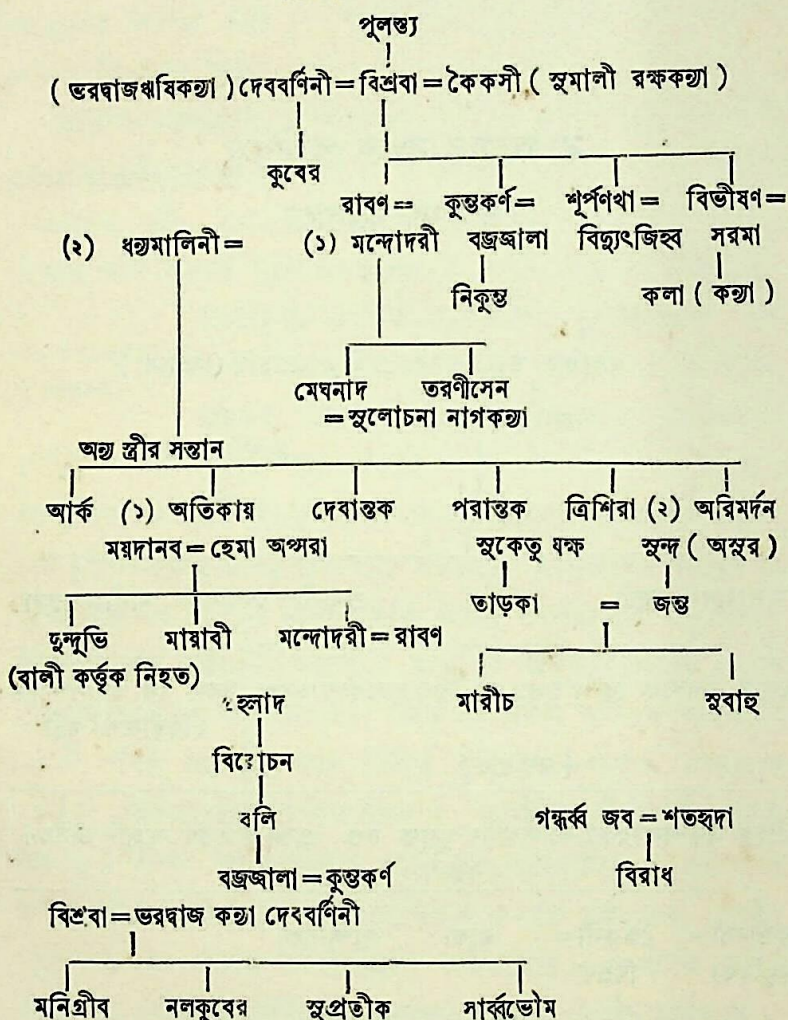 পুলস্ত্য
( ভরদ্বাজঋষিকন্যা ) দেববর্ণিনী = বিশ্রবা = কৈকসী ( সুমালী রক্ষকন্যা )
কুবের
রাবণ = কুম্ভকর্ণ = শূর্পণখা = বিভীষণ =
(২) ধন্যমালিনী = (১) মন্দোদরী বজ্রজ্বালা বিদ্যুৎজিহ্ব সরমা
নিকুম্ভ কলা ( কন্যা )
মেঘনাদ তরণীসেন
= সুলোচনা নাগকন্যা
অন্য স্ত্রীর সন্তান
আর্ক (১) অতিকায় দেবান্তক পরান্তক ত্রিশিরা (২) অরিমর্দন
ময়দানব = হেমা অপ্সরা সুকেতু যক্ষ সুন্দ ( অসুর )
তাড়কা = জম্ভ
দুন্দুভি মায়াবী মন্দোদরী = রাবণ
(বালী কর্ত্তৃক নিহত) মারীচ সুবাহু
হ্লাদ
বিরোচন
বলি গন্ধর্ব্ব জব = শতহ্রদা
বজ্রজ্বালা = কুম্ভকর্ণ বিরাধ
বিশ্রবা = ভরদ্বাজ কন্যা দেববর্ণিনী
মনিগ্রীব নলকুবের সুপ্রতীক সার্ব্বভৌম